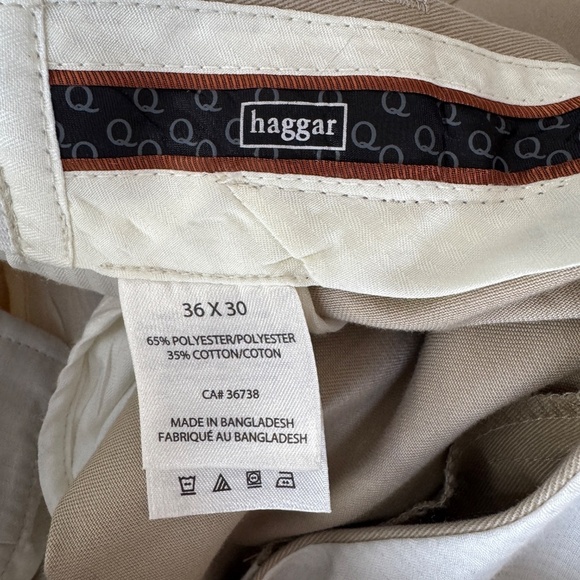 Q Q Q Q Q Q Q Q Q
haggar
36 X 30
65% POLYESTER/POLYESTER
35% COTTON/COTON
CA# 36738
MADE IN BANGLADESH
FABRIQUÉ AU BANGLADESH